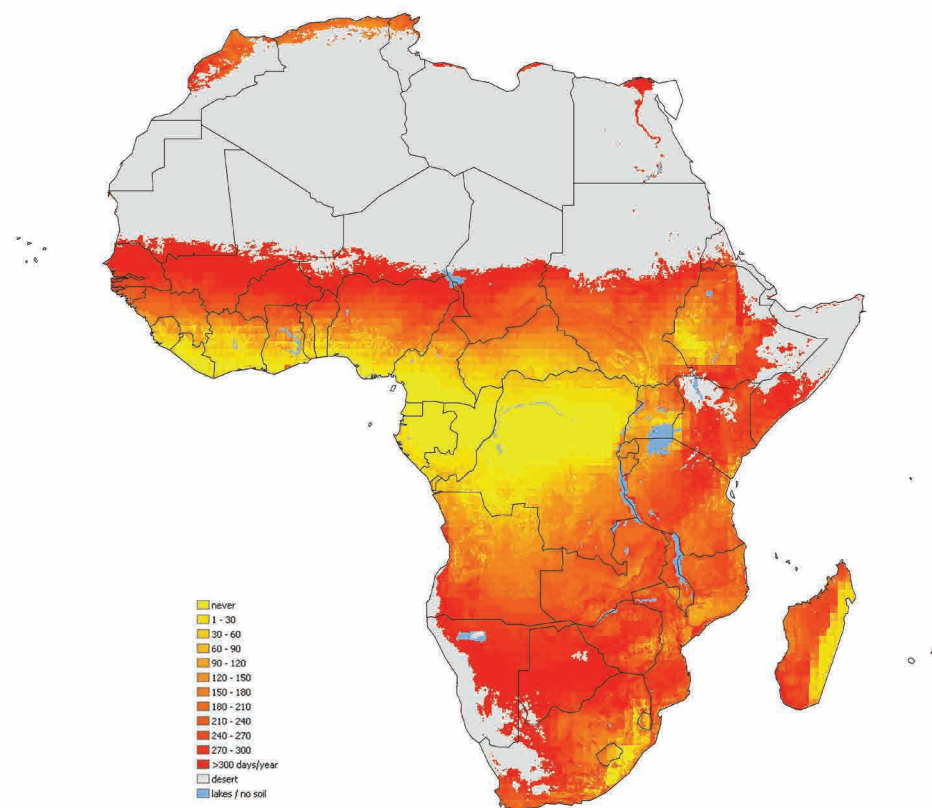 never
1 - 30
30 - 60
60 - 90
90 - 120
120 - 150
150 - 180
180 - 210
210 - 240
240 - 270
270 - 300
>300 days/year
desert
lakes / no soil